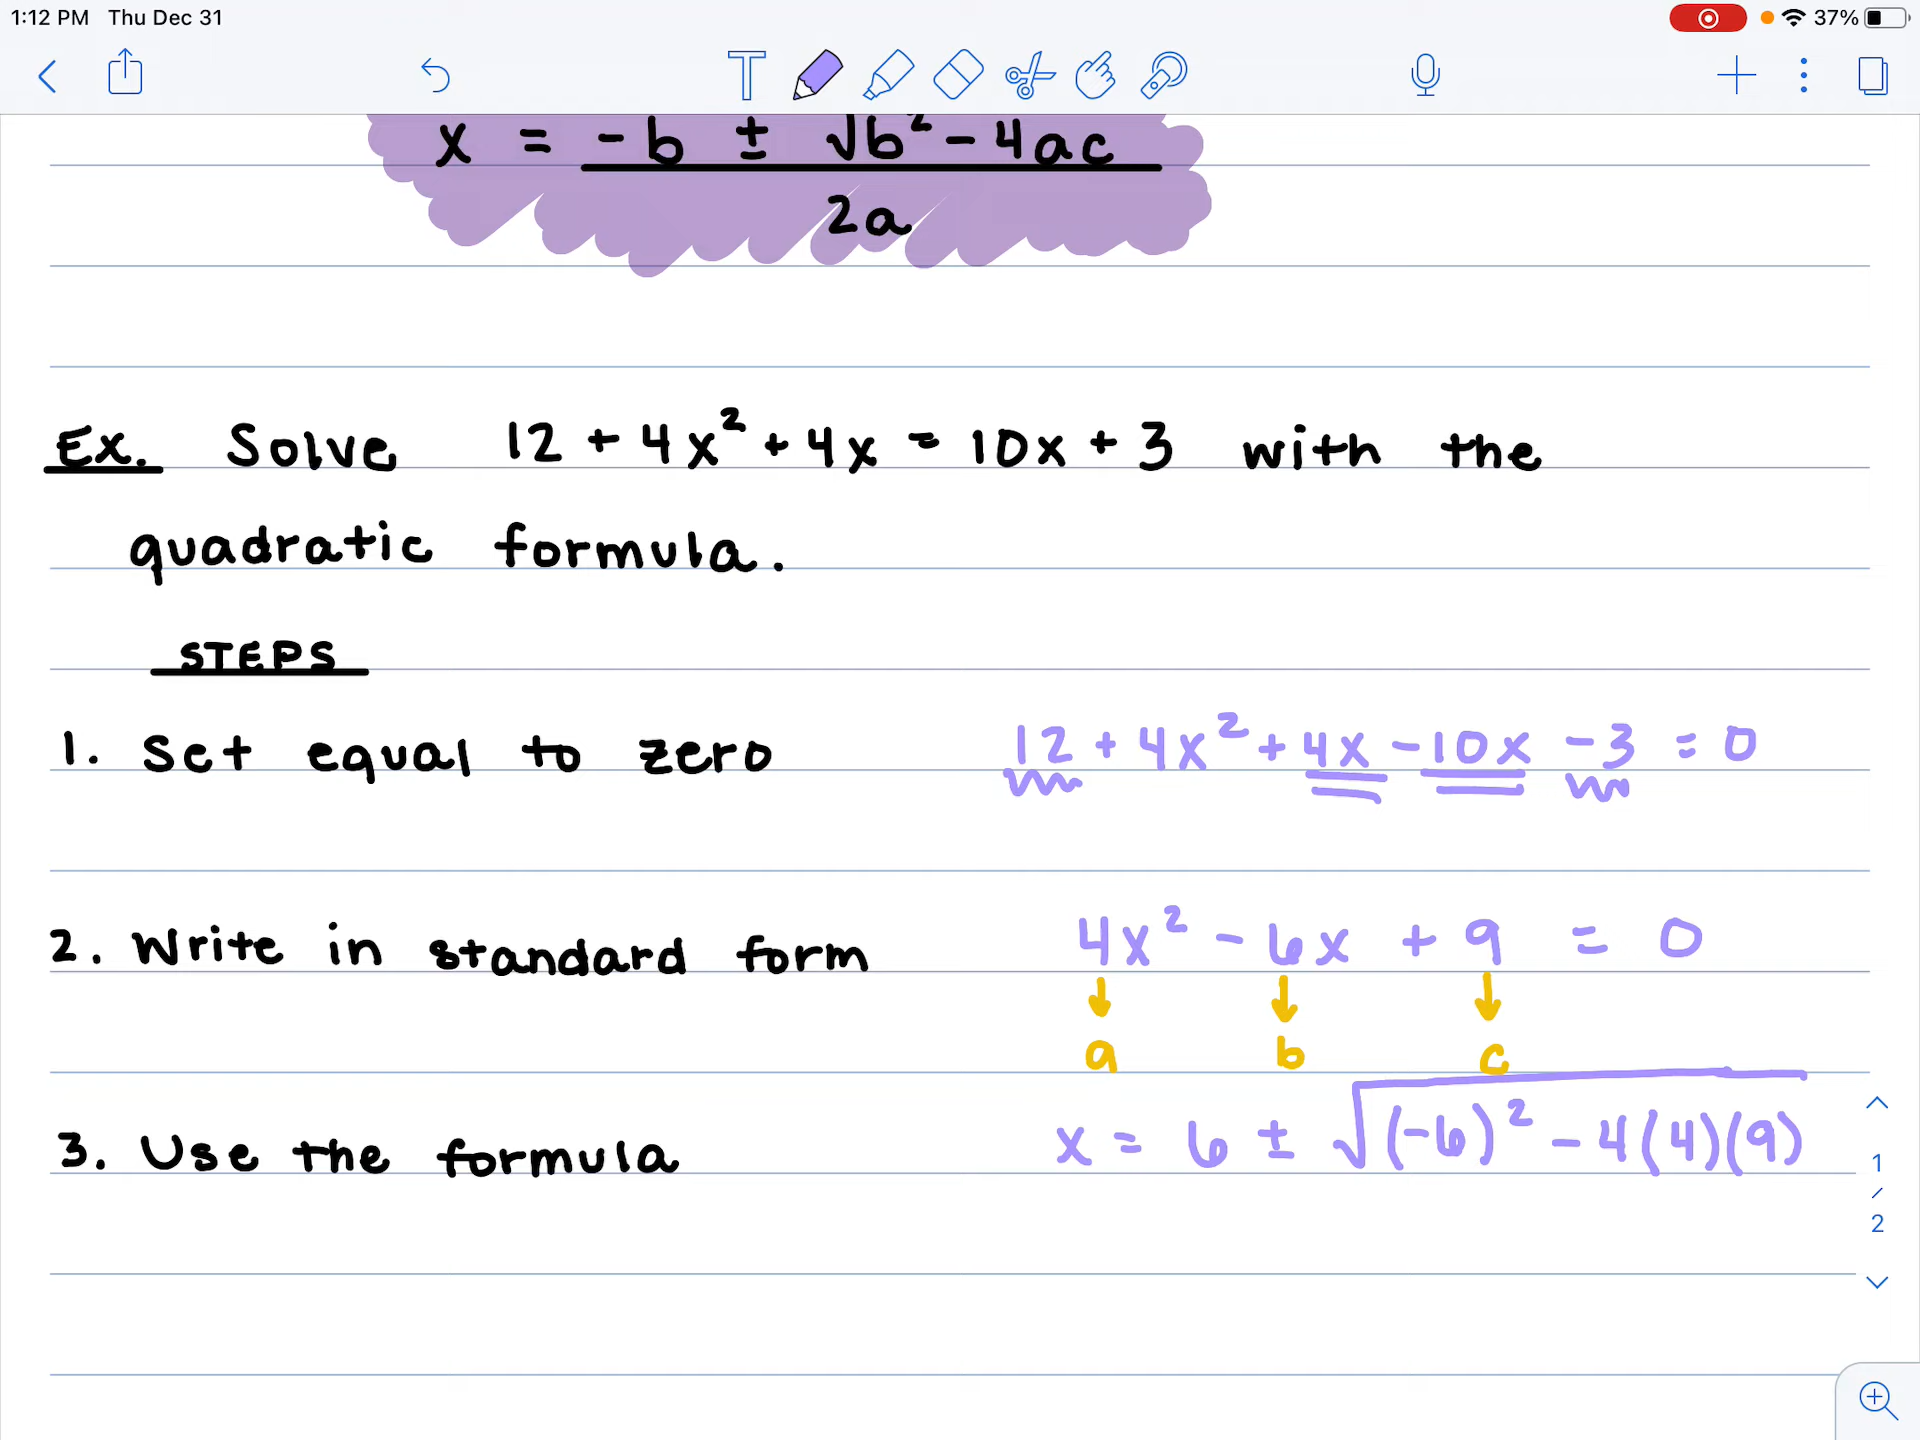 1:12 PM Thu Dec 31
37%
T
x = -b ± √b² - 4ac
2a
Ex. Solve 12 + 4x² + 4x = 10x + 3 with the
quadratic formula.
STEPS
1. Set equal to zero 12 + 4x² + 4x - 10x - 3 = 0
2. Write in standard form 4x² - 6x + 9 = 0
a b c
3. Use the formula x = 6 ± √(-6)² - 4(4)(9)
1
/
2